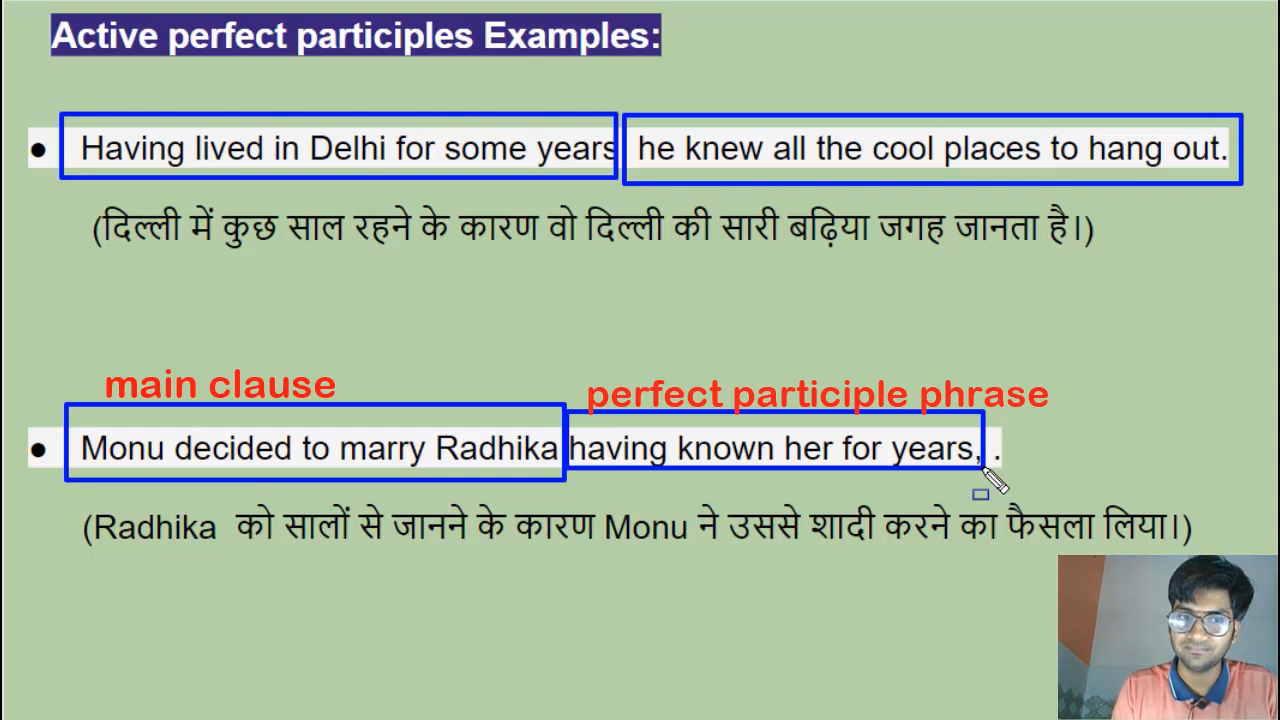 Active perfect participles Examples:
● Having lived in Delhi for some years he knew all the cool places to hang out.
(दिल्ली में कुछ साल रहने के कारण वो दिल्ली की सारी बढ़िया जगह जानता है।)
main clause
perfect participle phrase
● Monu decided to marry Radhika having known her for years, .
(Radhika को सालों से जानने के कारण Monu ने उससे शादी करने का फैसला लिया।)